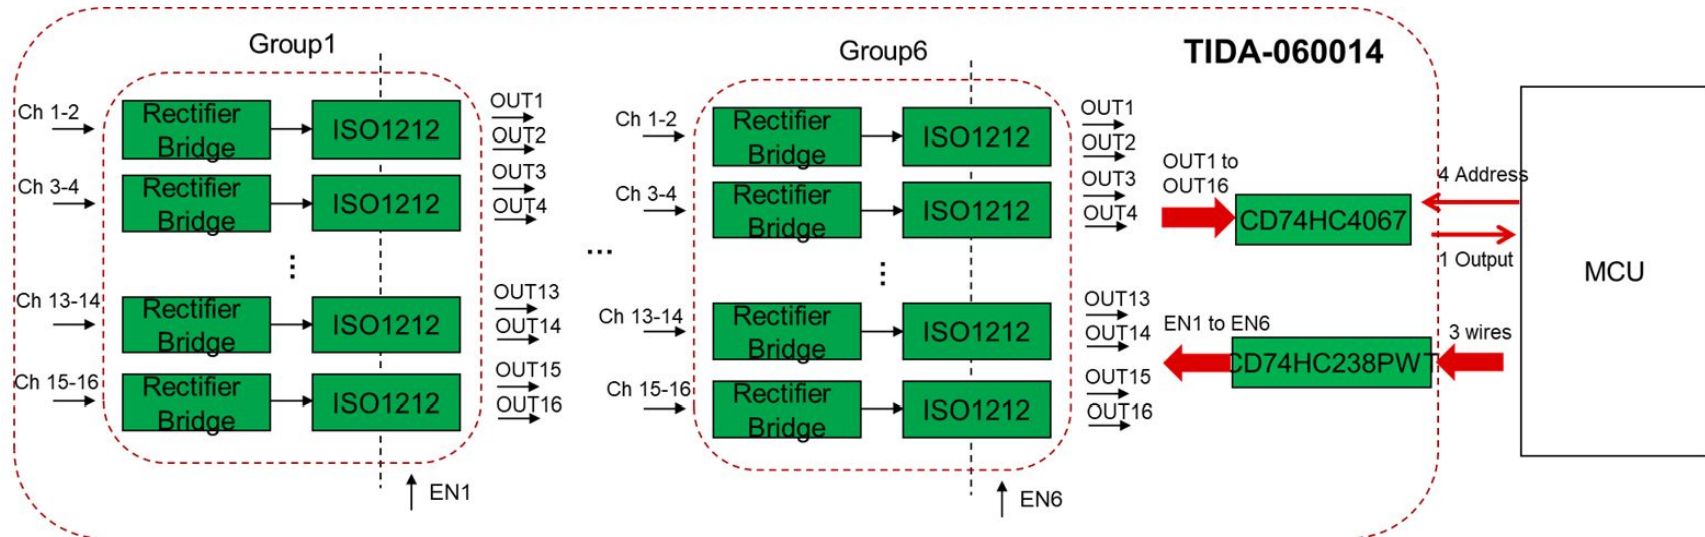 Group1
Group6
TIDA-060014
Ch 1-2
Rectifier
Bridge
ISO1212
OUT1
OUT2
Ch 3-4
Rectifier
Bridge
ISO1212
OUT3
OUT4
...
Ch 13-14
Rectifier
Bridge
ISO1212
OUT13
OUT14
Ch 15-16
Rectifier
Bridge
ISO1212
OUT15
OUT16
EN1
...
Ch 1-2
Rectifier
Bridge
ISO1212
OUT1
OUT2
Ch 3-4
Rectifier
Bridge
ISO1212
OUT3
OUT4
...
Ch 13-14
Rectifier
Bridge
ISO1212
OUT13
OUT14
Ch 15-16
Rectifier
Bridge
ISO1212
OUT15
OUT16
EN6
OUT1 to
OUT16
CD74HC4067
4 Address
1 Output
EN1 to EN6
CD74HC238PWT
3 wires
MCU